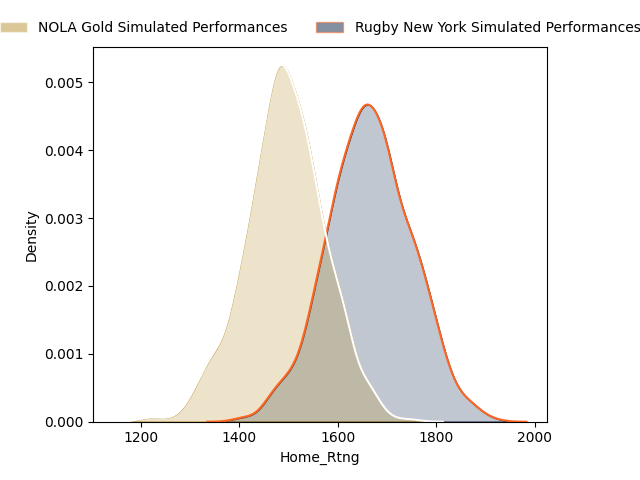 NOLA Gold Simulated Performances Rugby New York Simulated Performances
0.005
0.004
0.003
0.002
0.001
0.000
Density
1200 1400 1600 1800 2000
Home_Rtng